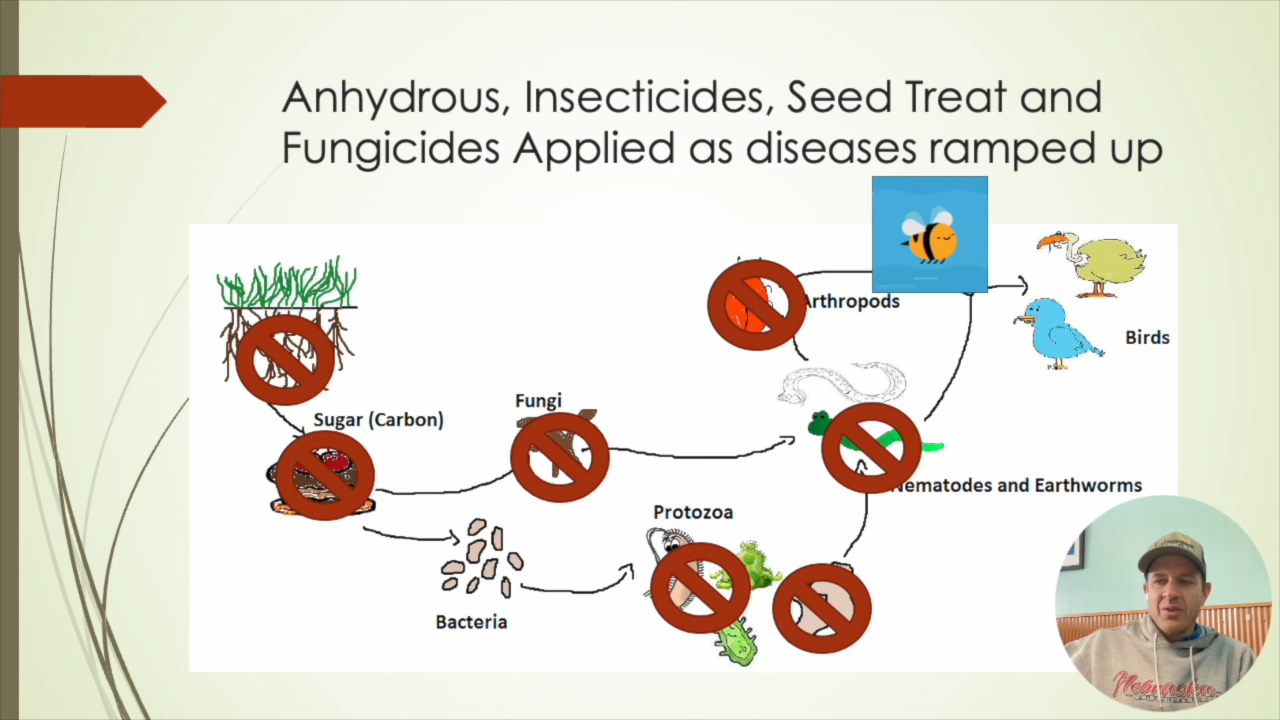 Anhydrous, Insecticides, Seed Treat and
Fungicides Applied as diseases ramped up
Arthropods
Birds
Sugar (Carbon)
Fungi
Nematodes and Earthworms
Protozoa
Bacteria
Nebraska